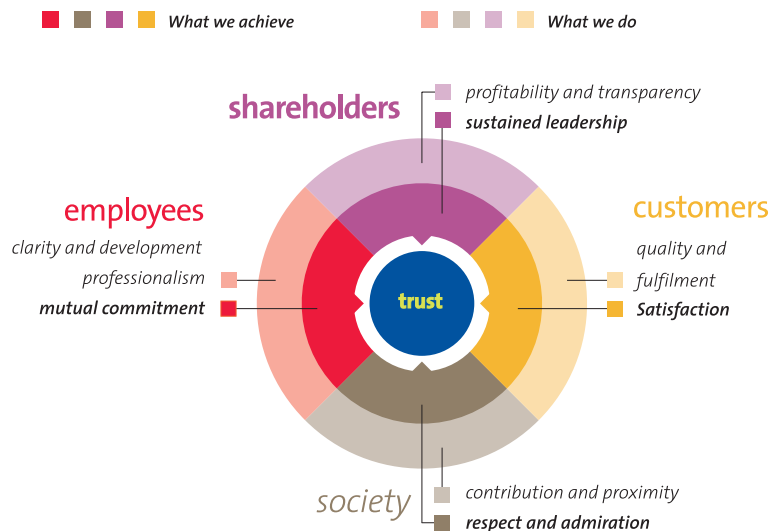 What we achieve
What we do
shareholders
profitability and transparency
sustained leadership
employees
clarity and development
professionalism
mutual commitment
customers
quality and
fulfilment
Satisfaction
trust
society
contribution and proximity
respect and admiration